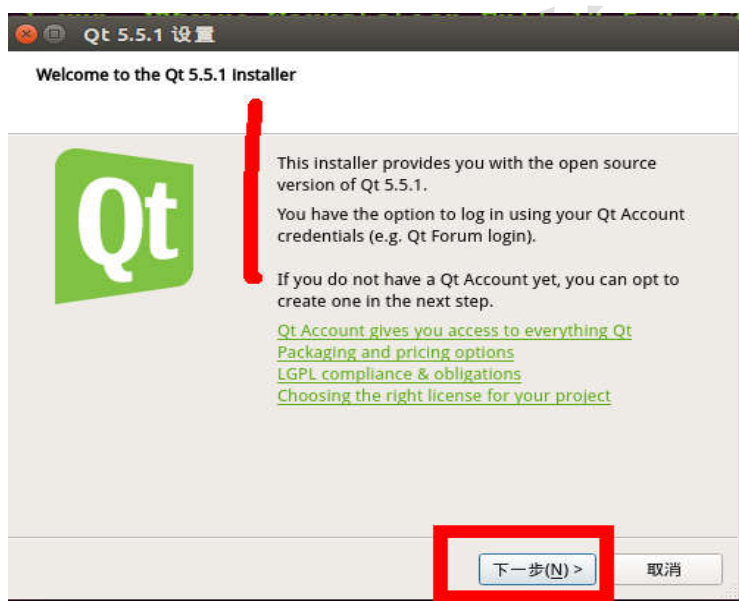 Qt 5.5.1 设置
Welcome to the Qt 5.5.1 installer
Qt
This installer provides you with the open source
version of Qt 5.5.1.
You have the option to log in using your Qt Account
credentials (e.g. Qt Forum login).
If you do not have a Qt Account yet, you can opt to
create one in the next step.
Qt Account gives you access to everything Qt
Packaging and pricing options
LGPL compliance & obligations
Choosing the right license for your project
下一步(N) >
取消